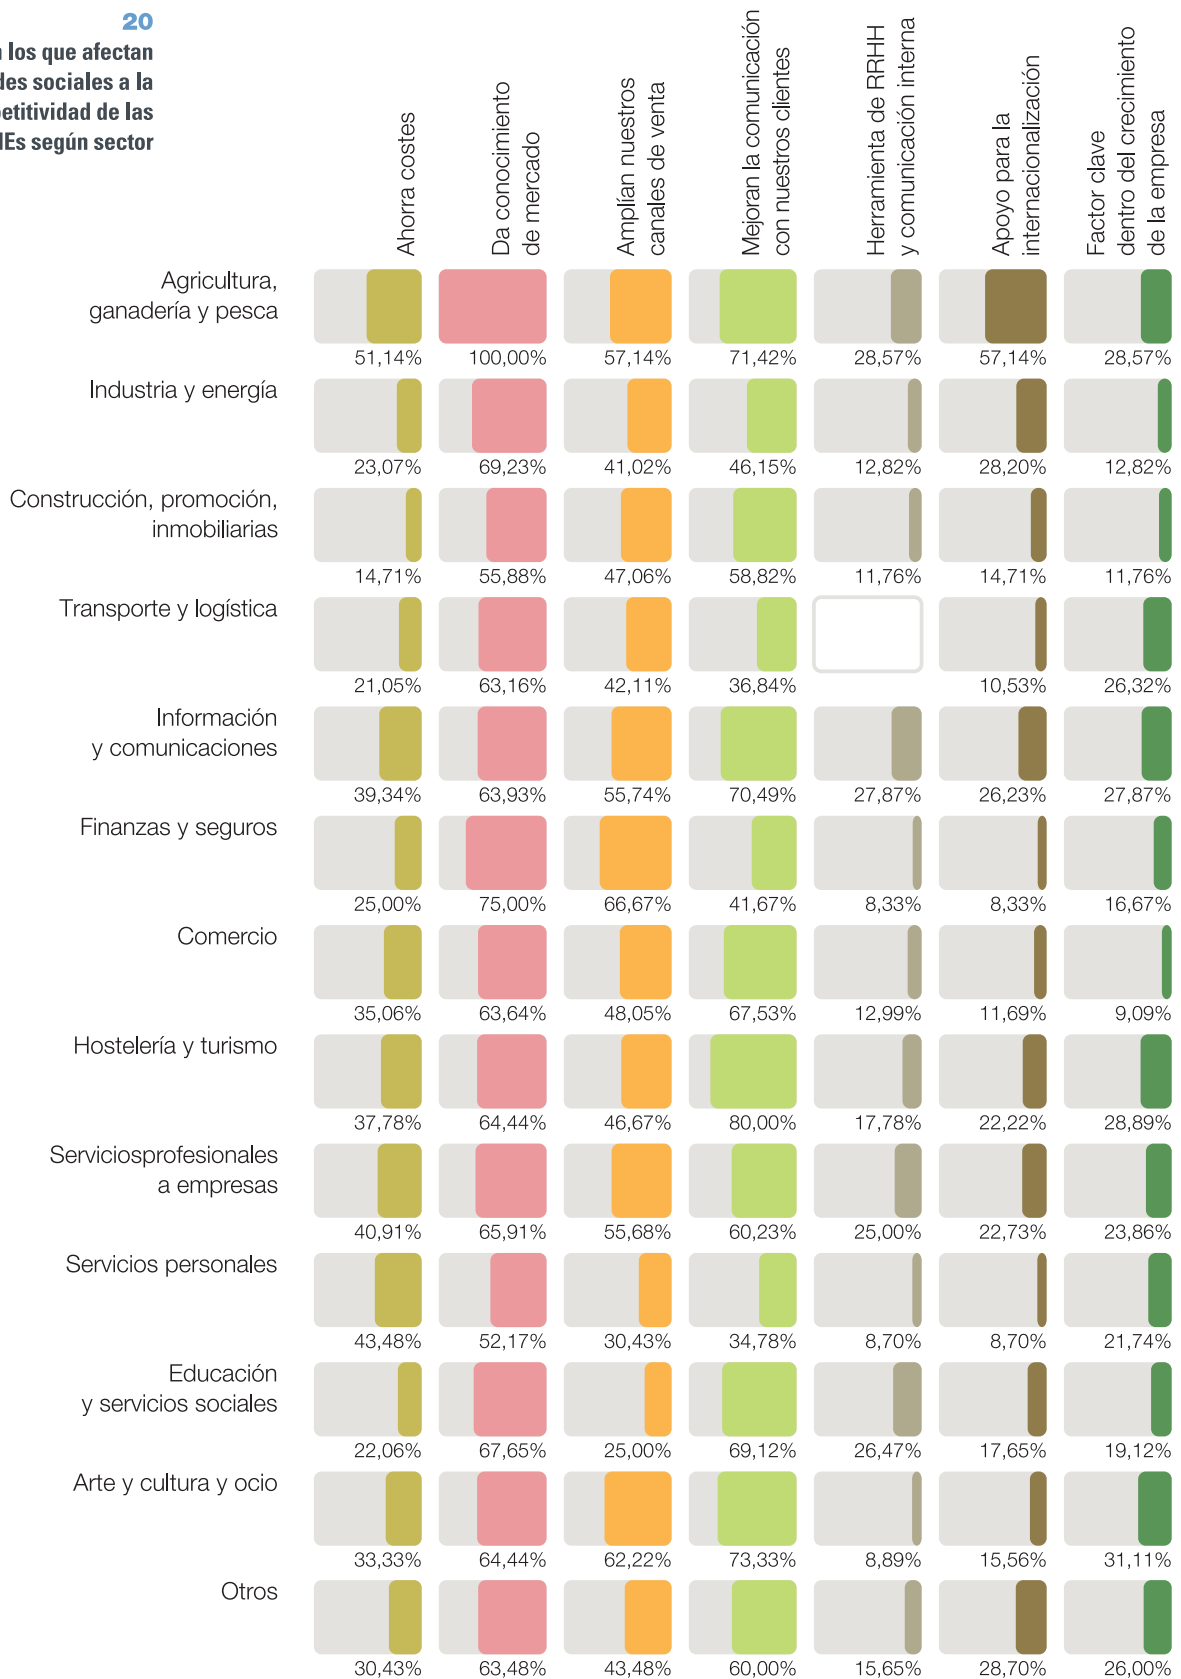 20
los que afectan
sociales a la
de las
según sector
Ahorra costes
Da conocimiento
de mercado
Amplían nuestros
canales de venta
Mejoran la comunicación
con nuestros clientes
Herramienta de RRHH
y comunicación interna
Apoyo para la
internacionalización
Factor clave
dentro del crecimiento
de la empresa
Agricultura,
ganadería y pesca
51,14% 100,00% 57,14% 71,42% 28,57% 57,14% 28,57%
Industria y energía
23,07% 69,23% 41,02% 46,15% 12,82% 28,20% 12,82%
Construcción, promoción,
inmobiliarias
14,71% 55,88% 47,06% 58,82% 11,76% 14,71% 11,76%
Transporte y logística
21,05% 63,16% 42,11% 36,84% 10,53% 26,32%
Información
y comunicaciones
39,34% 63,93% 55,74% 70,49% 27,87% 26,23% 27,87%
Finanzas y seguros
25,00% 75,00% 66,67% 41,67% 8,33% 8,33% 16,67%
Comercio
35,06% 63,64% 48,05% 67,53% 12,99% 11,69% 9,09%
Hostelería y turismo
37,78% 64,44% 46,67% 80,00% 17,78% 22,22% 28,89%
Serviciosprofesionales
a empresas
40,91% 65,91% 55,68% 60,23% 25,00% 22,73% 23,86%
Servicios personales
43,48% 52,17% 30,43% 34,78% 8,70% 8,70% 21,74%
Educación
y servicios sociales
22,06% 67,65% 25,00% 69,12% 26,47% 17,65% 19,12%
Arte y cultura y ocio
33,33% 64,44% 62,22% 73,33% 8,89% 15,56% 31,11%
Otros
30,43% 63,48% 43,48% 60,00% 15,65% 28,70% 26,00%